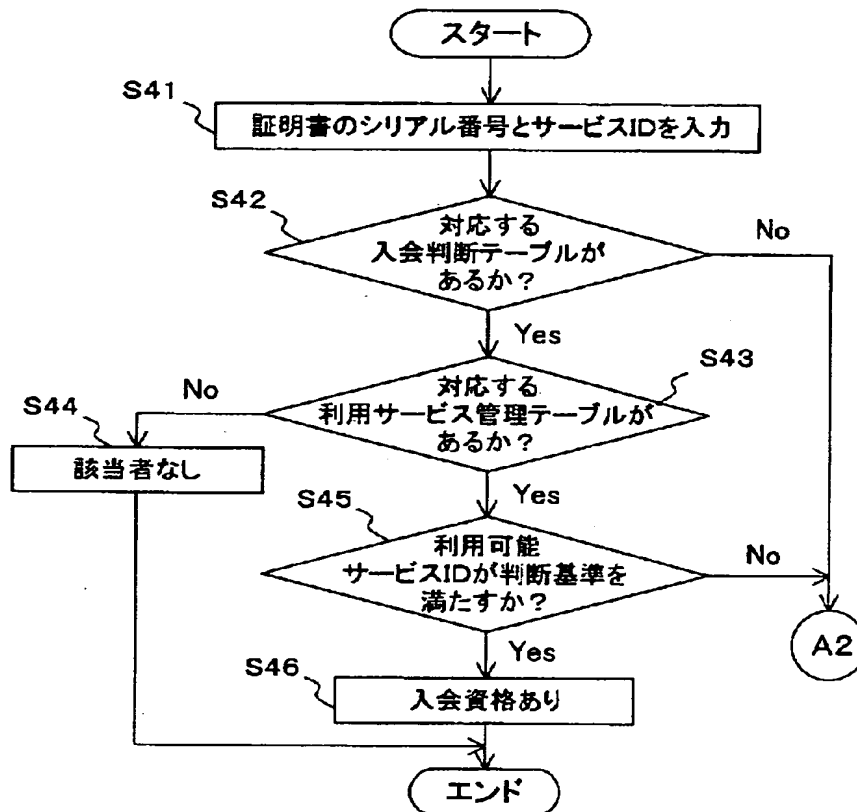 スタート
S41
証明書のシリアル番号とサービスIDを入力
S42
対応する
入会判断テーブルが
あるか？
No
Yes
S43
対応する
利用サービス管理テーブルが
あるか？
No
S44
該当者なし
Yes
S45
利用可能
サービスIDが判断基準を
満たすか？
No
A2
Yes
S46
入会資格あり
エンド